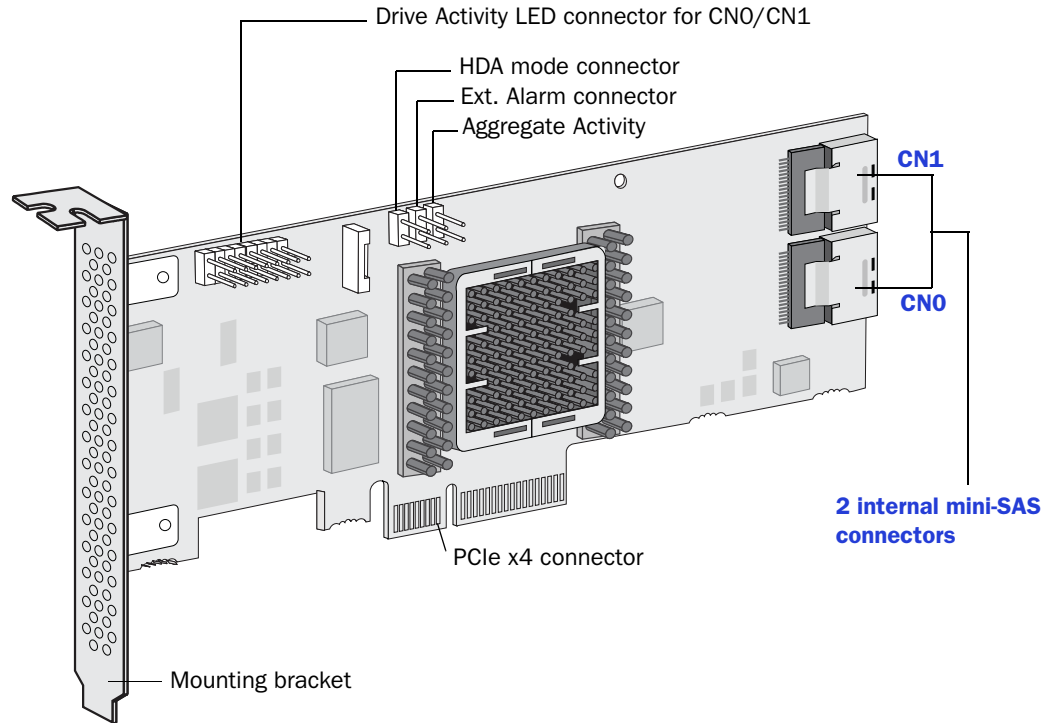 Drive Activity LED connector for CN0/CN1
HDA mode connector
Ext. Alarm connector
Aggregate Activity
CN1
CN0
2 internal mini-SAS
connectors
PCIe x4 connector
Mounting bracket